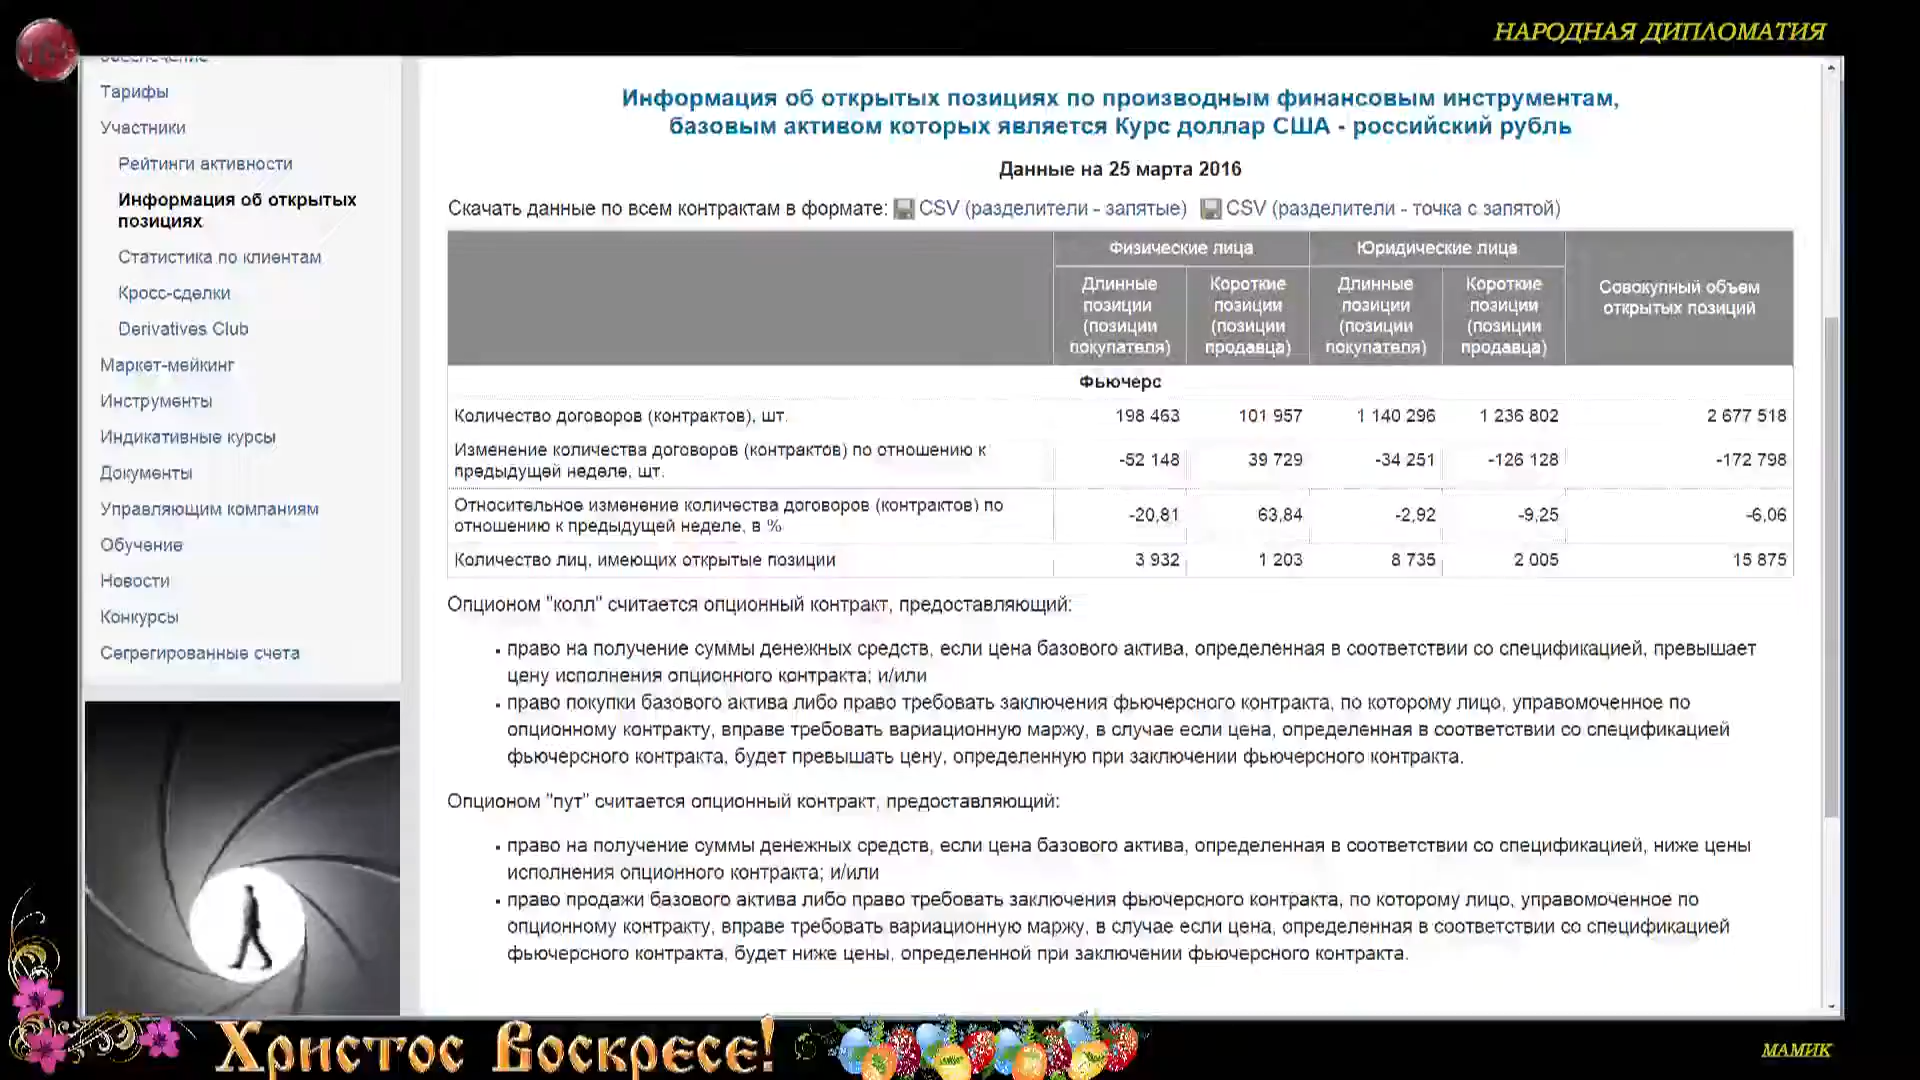 НАРОДНАЯ ДИПЛОМАТИЯ
Тарифы
Участники
Рейтинги активности
Информация об открытых
позициях
Статистика по клиентам
Кросс-сделки
Derivatives Club
Маркет-мейкинг
Инструменты
Индикативные курсы
Документы
Управляющим компаниям
Обучение
Новости
Конкурсы
Сегрегированные счета
Информация об открытых позициях по производным финансовым инструментам,
базовым активом которых является Курс доллар США - российский рубль
Данные на 25 марта 2016
Скачать данные по всем контрактам в формате: CSV (разделители - запятые) CSV (разделители - точка с запятой)
Физические лица Юридические лица Совокупный объем открытых позиций
Длинные позиции (позиции покупателя) Короткие позиции (позиции продавца) Длинные позиции (позиции покупателя) Короткие позиции (позиции продавца)
Фьючерс
Количество договоров (контрактов), шт. 198 463 101 957 1 140 296 1 236 802 2 677 518
Изменение количества договоров (контрактов) по отношению к
предыдущей неделе, шт. -52 148 39 729 -34 251 -126 128 -172 798
Относительное изменение количества договоров (контрактов) по
отношению к предыдущей неделе, в % -20,81 63,84 -2,92 -9,25 -6,06
Количество лиц, имеющих открытые позиции 3 932 1 203 8 735 2 005 15 875
Опционом "колл" считается опционный контракт, предоставляющий:
право на получение суммы денежных средств, если цена базового актива, определенная в соответствии со спецификацией, превышает
цену исполнения опционного контракта; и/или
право покупки базового актива либо право требовать заключения фьючерсного контракта, по которому лицо, управомоченное по
опционному контракту, вправе требовать вариационную маржу, в случае если цена, определенная в соответствии со спецификацией
фьючерсного контракта, будет превышать цену, определенную при заключении фьючерсного контракта.
Опционом "пут" считается опционный контракт, предоставляющий:
право на получение суммы денежных средств, если цена базового актива, определенная в соответствии со спецификацией, ниже цены
исполнения опционного контракта; и/или
право продажи базового актива либо право требовать заключения фьючерсного контракта, по которому лицо, управомоченное по
опционному контракту, вправе требовать вариационную маржу, в случае если цена, определенная в соответствии со спецификацией
фьючерсного контракта, будет ниже цены, определенной при заключении фьючерсного контракта.
Христос Воскресе!
МАМИК